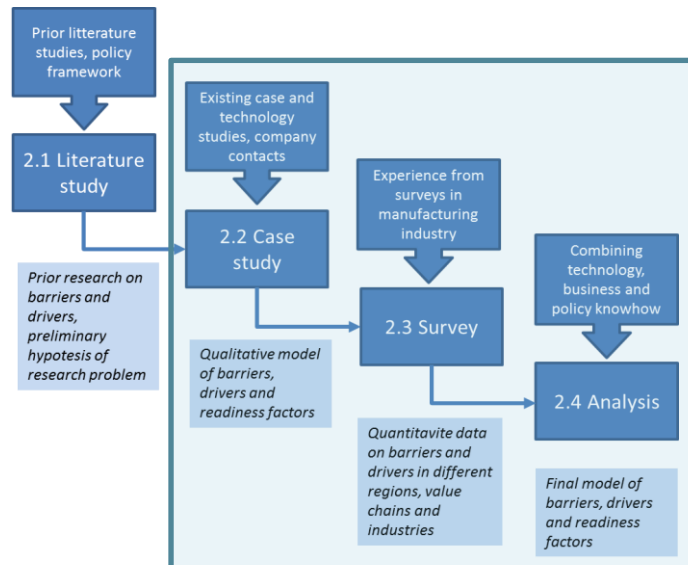 Prior litterature
studies, policy
framework
2.1 Literature
study
Prior research on
barriers and
drivers,
preliminary
hypotesis of
research problem
Existing case and
technology
studies, company
contacts
2.2 Case
study
Qualitative model
of barriers,
drivers and
readiness factors
Experience from
surveys in
manufacturing
industry
2.3 Survey
Quantitavite data
on barriers and
drivers in different
regions, value
chains and
industries
Combining
technology,
business and
policy knowhow
2.4 Analysis
Final model of
barriers, drivers
and readiness
factors